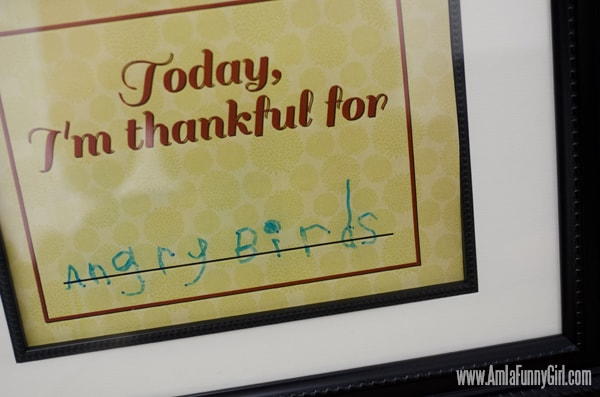 Today,
I'm thankful for
Angry Birds
www.AmIaFunnyGirl.com